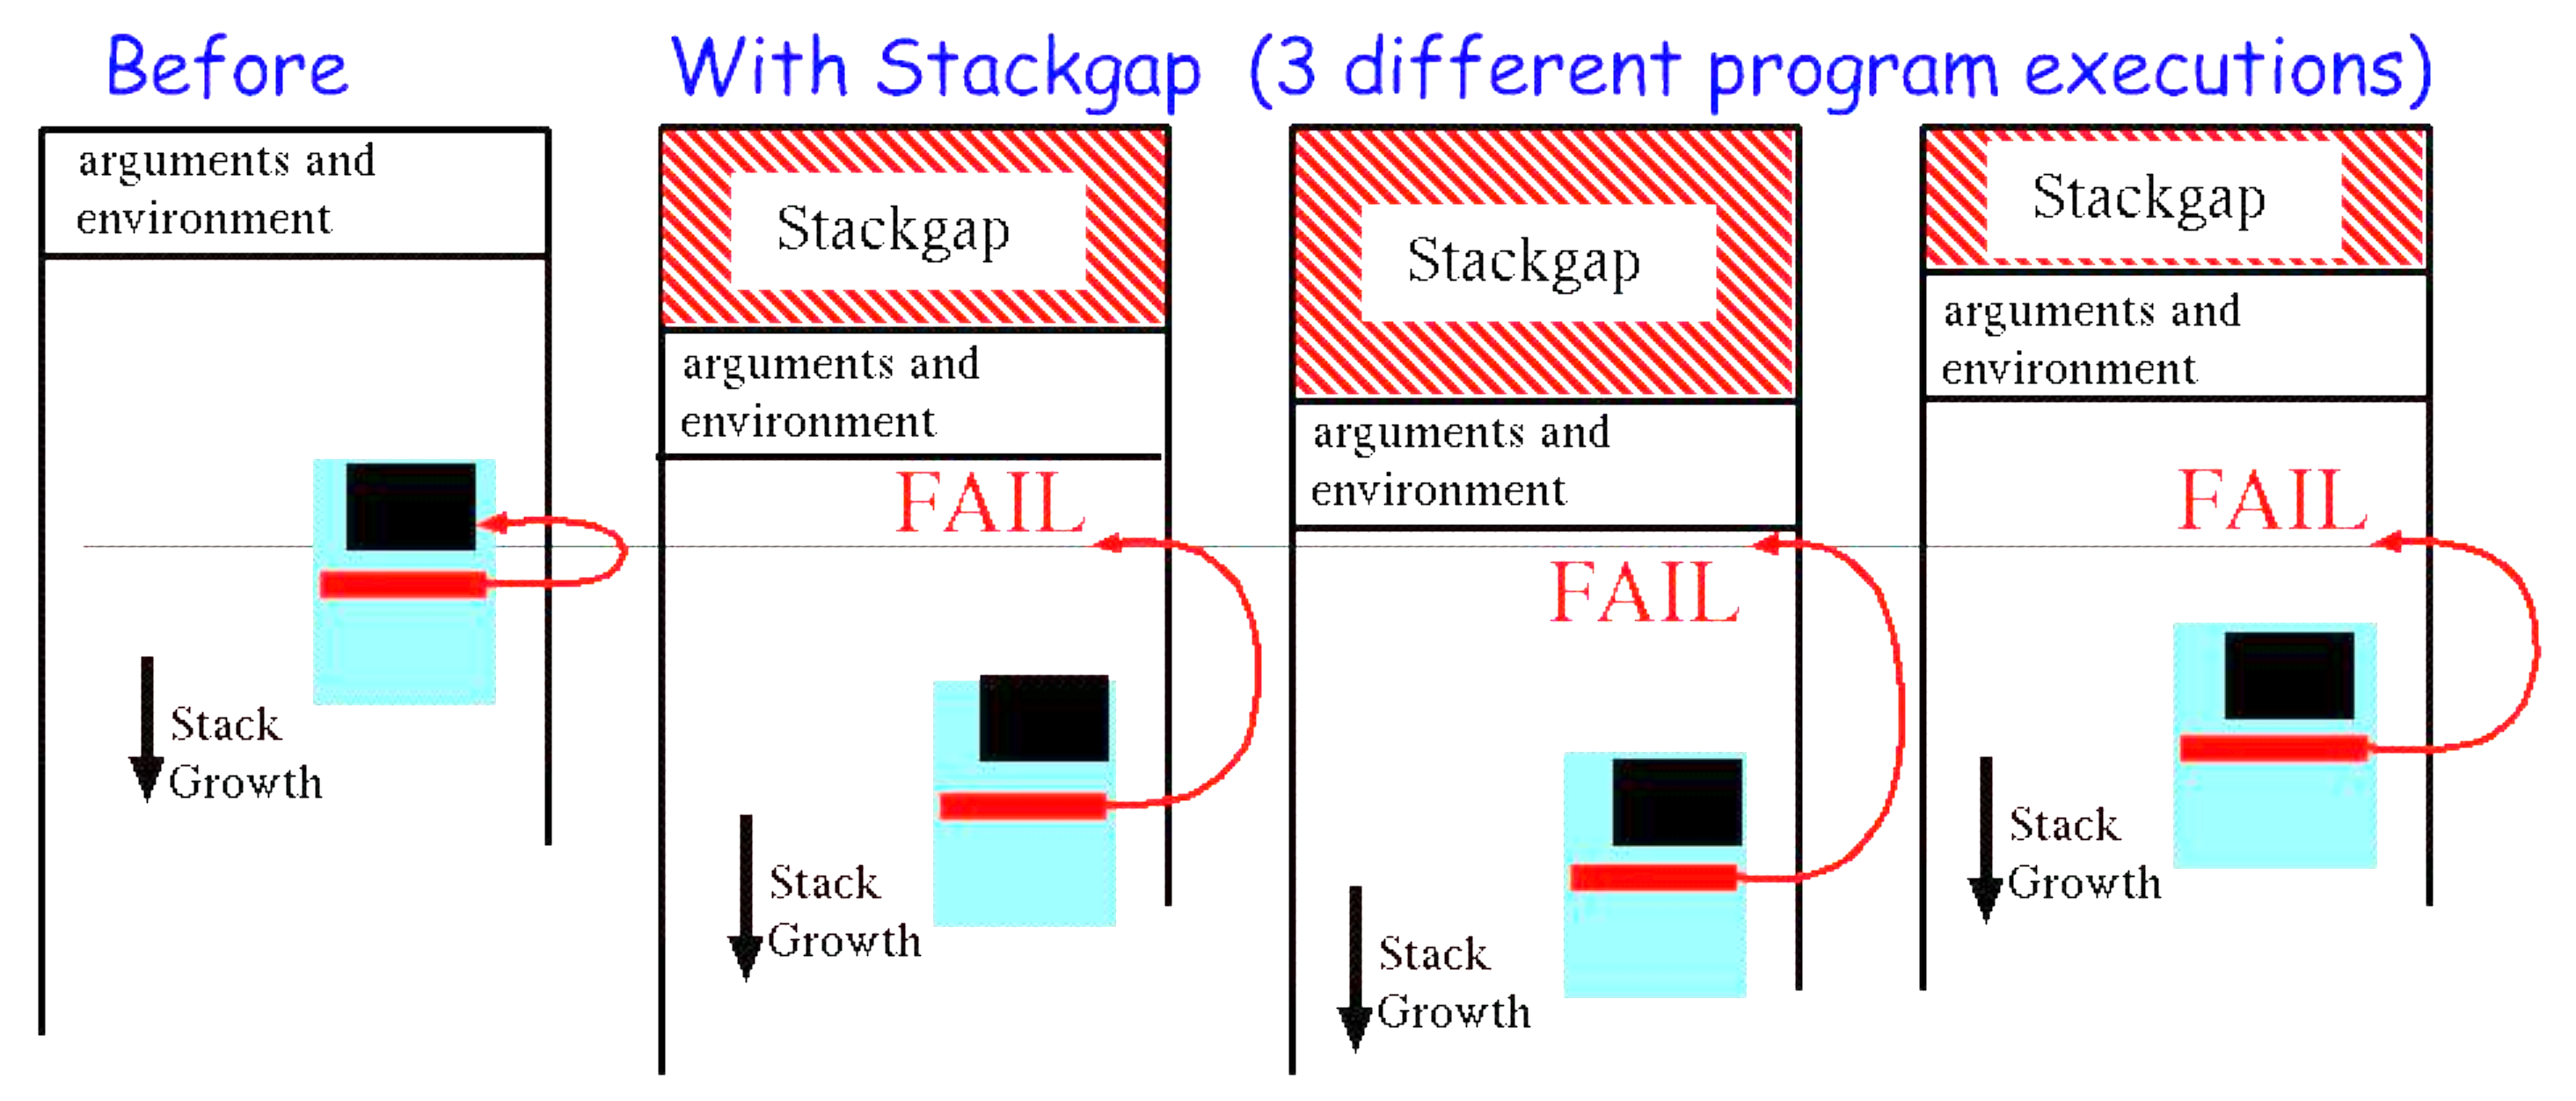 Before
With Stackgap (3 different program executions)
arguments and
environment
Stack
Growth
Stackgap
arguments and
environment
FAIL
Stack
Growth
Stackgap
arguments and
environment
FAIL
Stack
Growth
Stackgap
arguments and
environment
FAIL
Stack
Growth